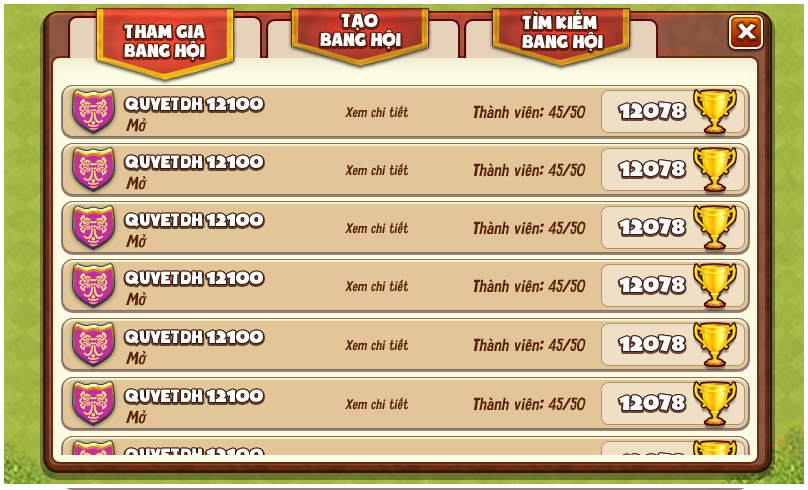 THAM GIA
BANG HỘI
TẠO
BANG HỘI
TÌM KIẾM
BANG HỘI
QUYETDH 12100
Mở
Xem chi tiết
Thành viên: 45/50
12078
QUYETDH 12100
Mở
Xem chi tiết
Thành viên: 45/50
12078
QUYETDH 12100
Mở
Xem chi tiết
Thành viên: 45/50
12078
QUYETDH 12100
Mở
Xem chi tiết
Thành viên: 45/50
12078
QUYETDH 12100
Mở
Xem chi tiết
Thành viên: 45/50
12078
QUYETDH 12100
Mở
Xem chi tiết
Thành viên: 45/50
12078
QUYETDH 12100